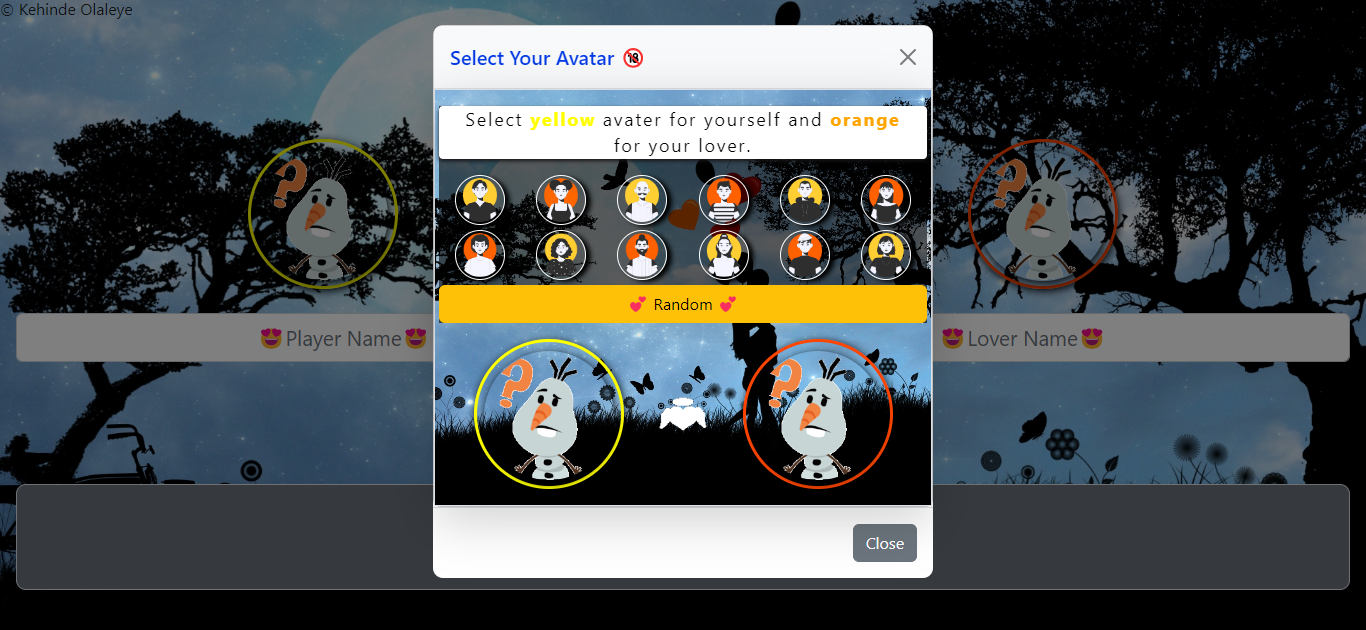 © Kehinde Olaleye
Select Your Avatar 🔞
Select yellow avater for yourself and orange
for your lover.
?
?
😍Player Name😍
😍Lover Name😍
💕 Random 💕
?
?
Close